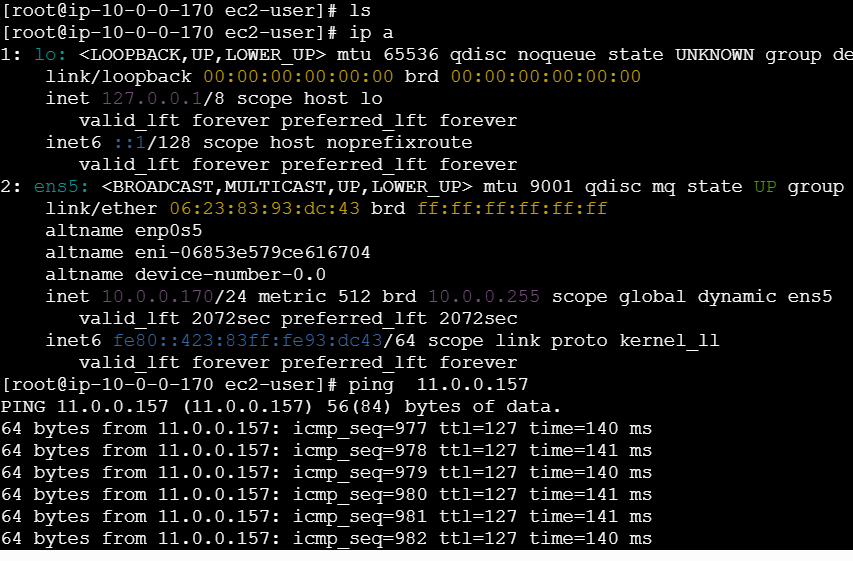 [root@ip-10-0-0-170 ec2-user]# ls
[root@ip-10-0-0-170 ec2-user]# ip a
1: lo: <LOOPBACK,UP,LOWER_UP> mtu 65536 qdisc noqueue state UNKNOWN group de
    link/loopback 00:00:00:00:00:00 brd 00:00:00:00:00:00
    inet 127.0.0.1/8 scope host lo
       valid_lft forever preferred_lft forever
    inet6 ::1/128 scope host noprefixroute
       valid_lft forever preferred_lft forever
2: ens5: <BROADCAST,MULTICAST,UP,LOWER_UP> mtu 9001 qdisc mq state UP group
    link/ether 06:23:83:93:dc:43 brd ff:ff:ff:ff:ff:ff
    altname enp0s5
    altname eni-06853e579ce616704
    altname device-number-0.0
    inet 10.0.0.170/24 metric 512 brd 10.0.0.255 scope global dynamic ens5
       valid_lft 2072sec preferred_lft 2072sec
    inet6 fe80::423:83ff:fe93:dc43/64 scope link proto kernel_ll
       valid_lft forever preferred_lft forever
[root@ip-10-0-0-170 ec2-user]# ping  11.0.0.157
PING 11.0.0.157 (11.0.0.157) 56(84) bytes of data.
64 bytes from 11.0.0.157: icmp_seq=977 ttl=127 time=140 ms
64 bytes from 11.0.0.157: icmp_seq=978 ttl=127 time=141 ms
64 bytes from 11.0.0.157: icmp_seq=979 ttl=127 time=140 ms
64 bytes from 11.0.0.157: icmp_seq=980 ttl=127 time=141 ms
64 bytes from 11.0.0.157: icmp_seq=981 ttl=127 time=141 ms
64 bytes from 11.0.0.157: icmp_seq=982 ttl=127 time=140 ms